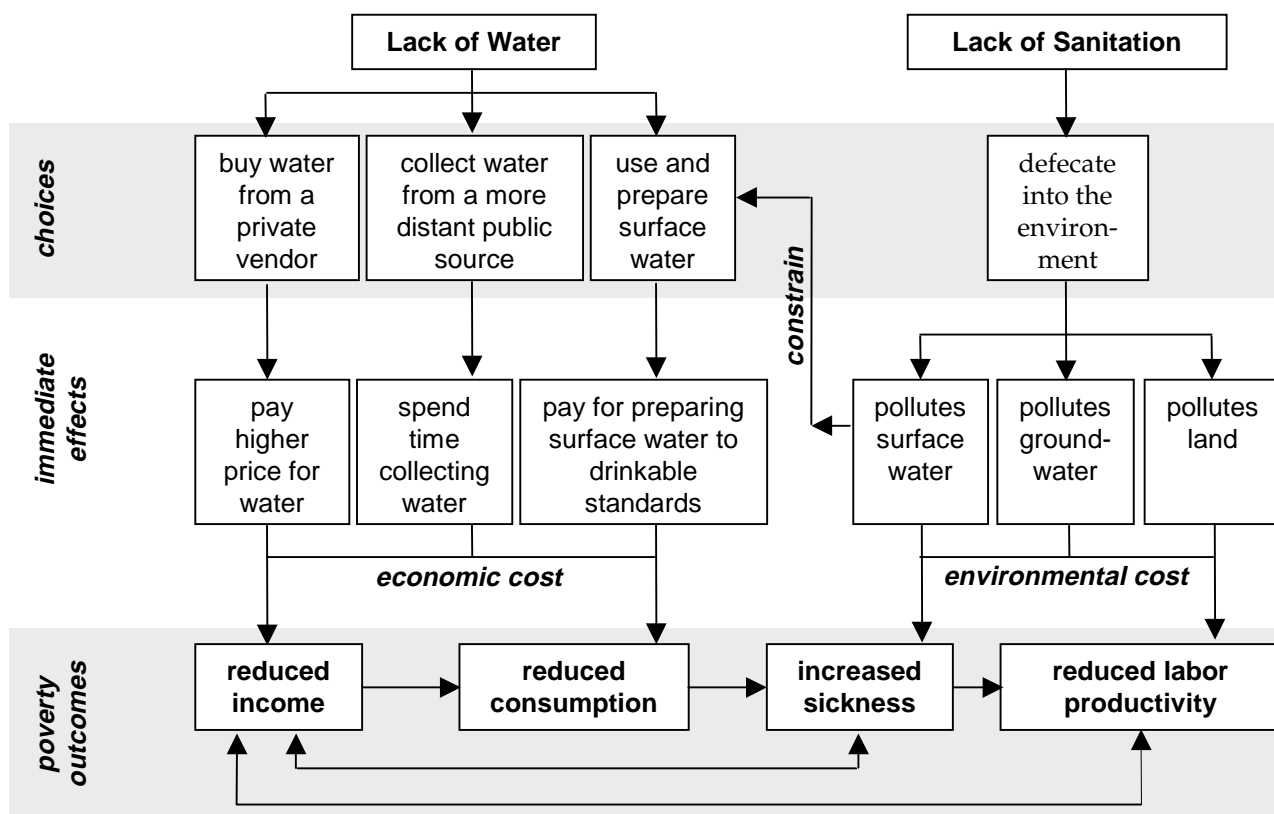 Lack of Water
Lack of Sanitation
choices
buy water
from a
private
vendor
collect water
from a more
distant public
source
use and
prepare
surface
water
defecate
into the
environ-
ment
constrain
immediate
effects
pay
higher
price for
water
spend
time
collecting
water
pay for preparing
surface water to
drinkable
standards
pollutes
surface
water
pollutes
ground-
water
pollutes
land
economic cost
environmental cost
poverty
outcomes
reduced
income
reduced
consumption
increased
sickness
reduced labor
productivity